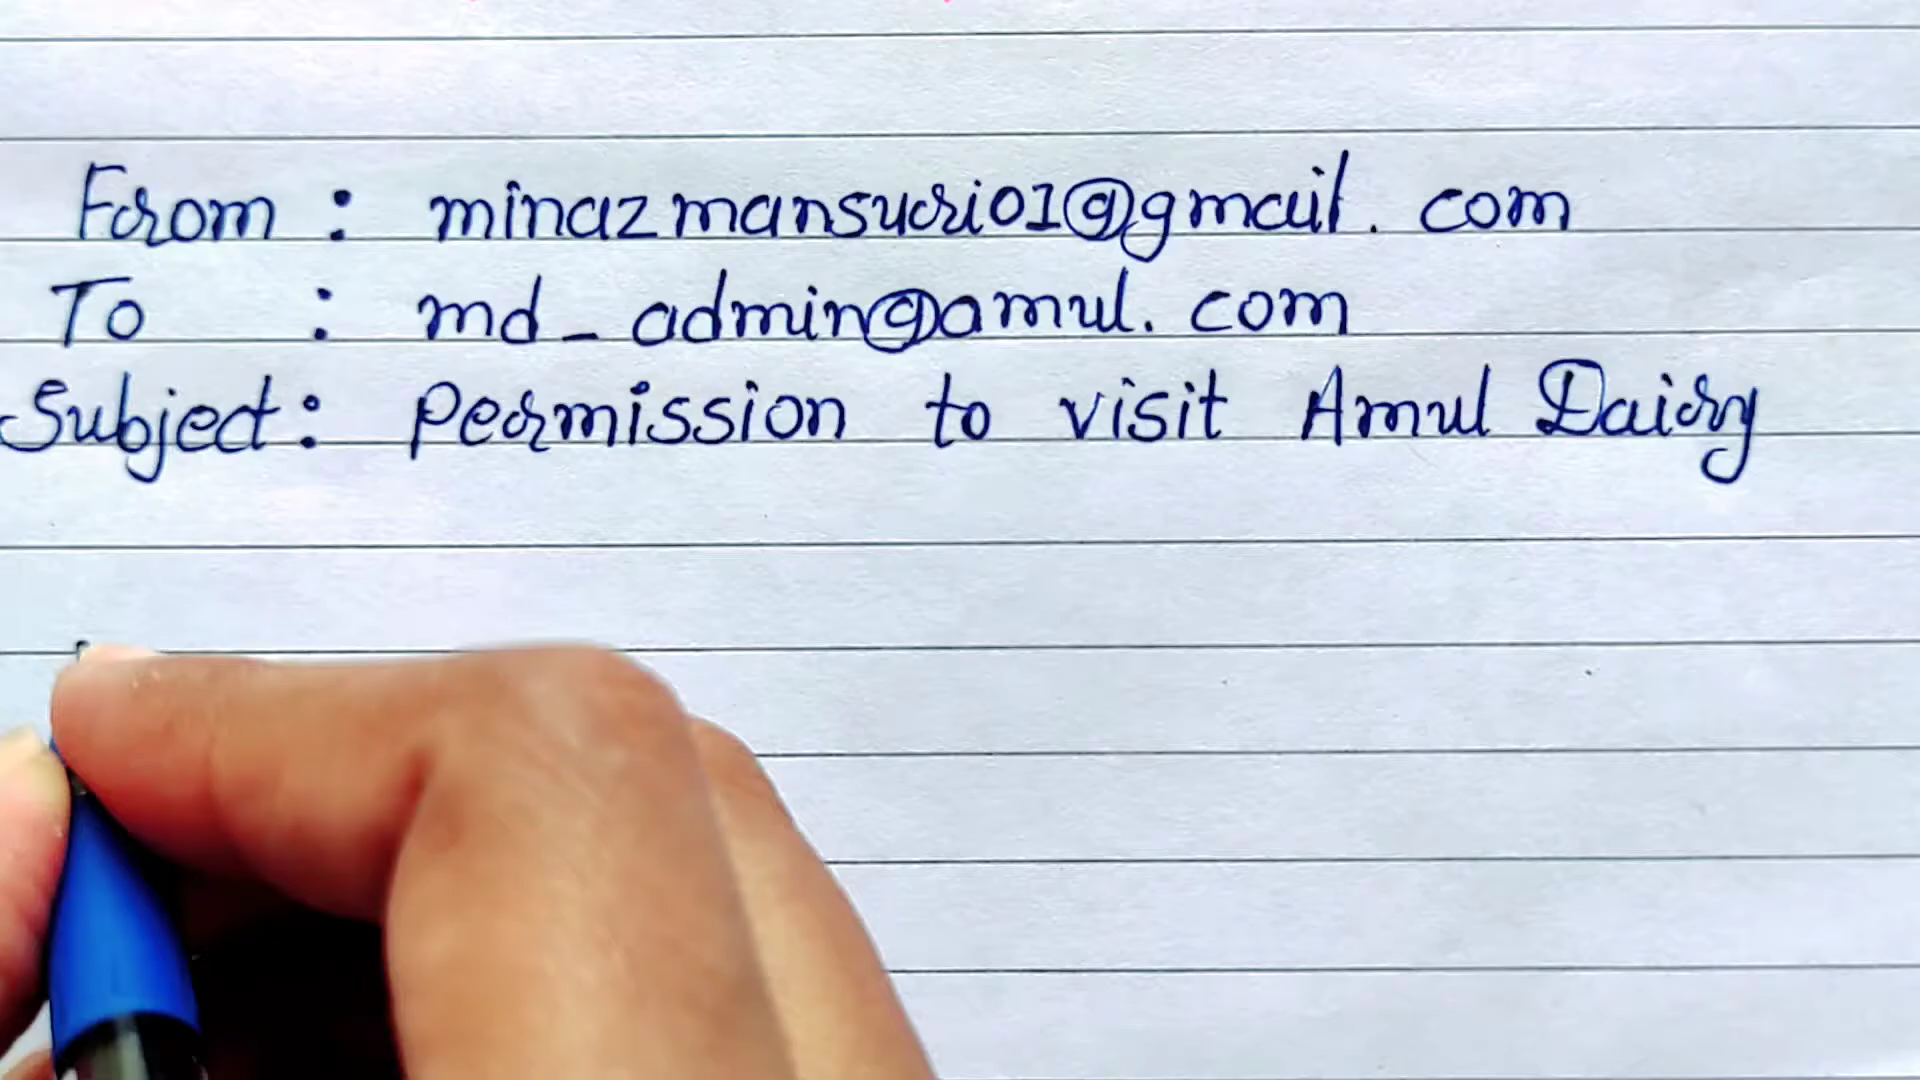 From : minazmansuri01@gmail. com
To : md_admin@amul. com
Subject: Permission to visit Amul Dairy